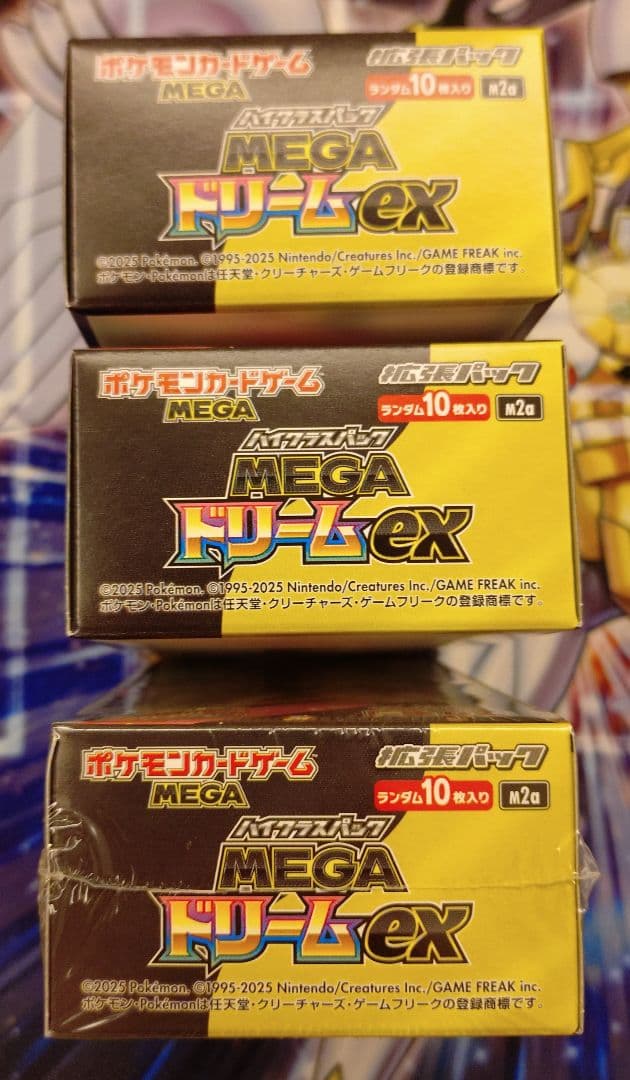 ポケモンカードゲーム
MEGA
拡張パック
ランダム10枚入り M2a
ハイクラスパック
MEGA
ドリームex
©2025 Pokémon. ©1995-2025 Nintendo/Creatures Inc./GAME FREAK inc.
ポケモン・Pokémonは任天堂・クリーチャーズ・ゲームフリークの登録商標です。
ポケモンカードゲーム
MEGA
拡張パック
ランダム10枚入り M2a
ハイクラスパック
MEGA
ドリームex
©2025 Pokémon. ©1995-2025 Nintendo/Creatures Inc./GAME FREAK inc.
ポケモン・Pokémonは任天堂・クリーチャーズ・ゲームフリークの登録商標です。
ポケモンカードゲーム
MEGA
拡張パック
ランダム10枚入り M2a
ハイクラスパック
MEGA
ドリームex
©2025 Pokémon. ©1995-2025 Nintendo/Creatures Inc./GAME FREAK inc.
ポケモン・Pokémonは任天堂・クリーチャーズ・ゲームフリークの登録商標です。